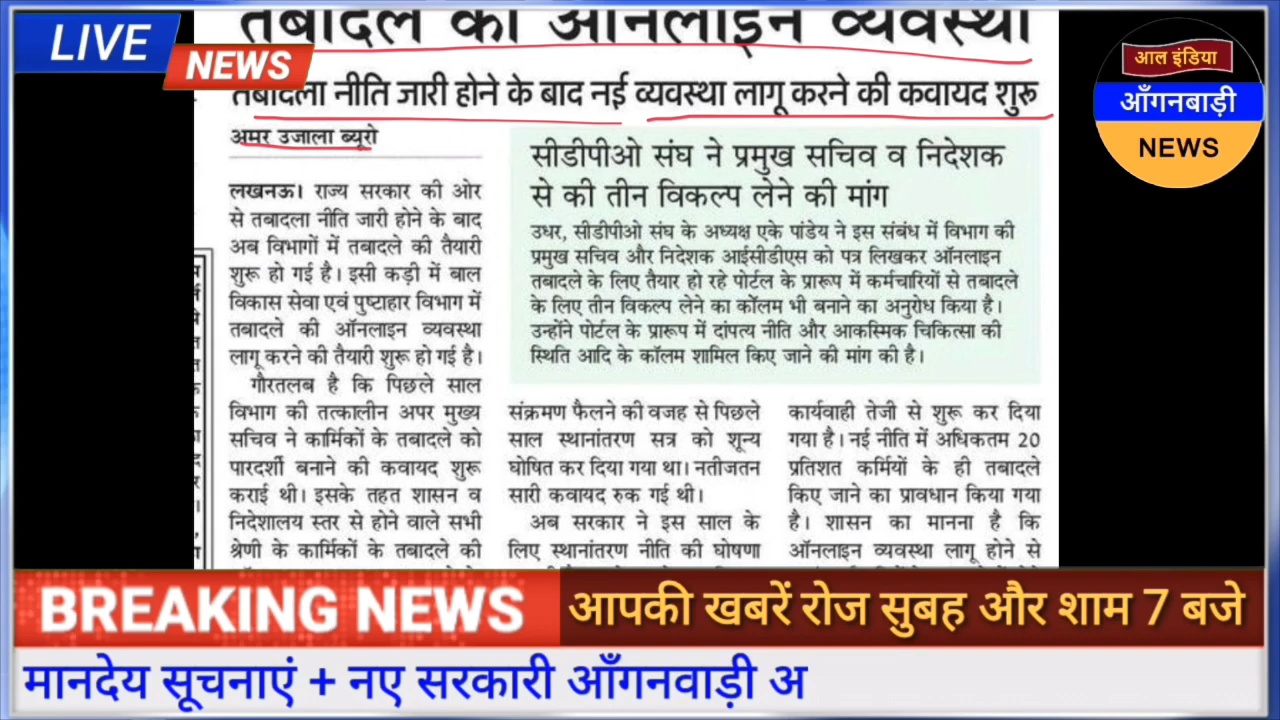 LIVE
NEWS
तबादले की ऑनलाइन व्यवस्था
तबादला नीति जारी होने के बाद नई व्यवस्था लागू करने की कवायद शुरू
आल इंडिया
आँगनबाड़ी
NEWS
अमर उजाला ब्यूरो
लखनऊ। राज्य सरकार की ओर
से तबादला नीति जारी होने के बाद
अब विभागों में तबादले की तैयारी
शुरू हो गई है। इसी कड़ी में बाल
विकास सेवा एवं पुष्टाहार विभाग में
तबादले की ऑनलाइन व्यवस्था
लागू करने की तैयारी शुरू हो गई है।
गौरतलब है कि पिछले साल
विभाग की तत्कालीन अपर मुख्य
सचिव ने कार्मिकों के तबादले को
पारदर्शी बनाने की कवायद शुरू
कराई थी। इसके तहत शासन व
निदेशालय स्तर से होने वाले सभी
श्रेणी के कार्मिकों के तबादले की
सीडीपीओ संघ ने प्रमुख सचिव व निदेशक
से की तीन विकल्प लेने की मांग
उधर, सीडीपीओ संघ के अध्यक्ष एके पांडेय ने इस संबंध में विभाग की
प्रमुख सचिव और निदेशक आईसीडीएस को पत्र लिखकर ऑनलाइन
तबादले के लिए तैयार हो रहे पोर्टल के प्रारूप में कर्मचारियों से तबादले
के लिए तीन विकल्प लेने का कॉलम भी बनाने का अनुरोध किया है।
उन्होंने पोर्टल के प्रारूप में दांपत्य नीति और आकस्मिक चिकित्सा की
स्थिति आदि के कॉलम शामिल किए जाने की मांग की है।
संक्रमण फैलने की वजह से पिछले
साल स्थानांतरण सत्र को शून्य
घोषित कर दिया गया था। नतीजतन
सारी कवायद रुक गई थी।
अब सरकार ने इस साल के
लिए स्थानांतरण नीति की घोषणा
कार्यवाही तेजी से शुरू कर दिया
गया है। नई नीति में अधिकतम 20
प्रतिशत कर्मियों के ही तबादले
किए जाने का प्रावधान किया गया
है। शासन का मानना है कि
ऑनलाइन व्यवस्था लागू होने से
BREAKING NEWS
आपकी खबरें रोज सुबह और शाम 7 बजे
मानदेय सूचनाएं + नए सरकारी आँगनवाड़ी अ